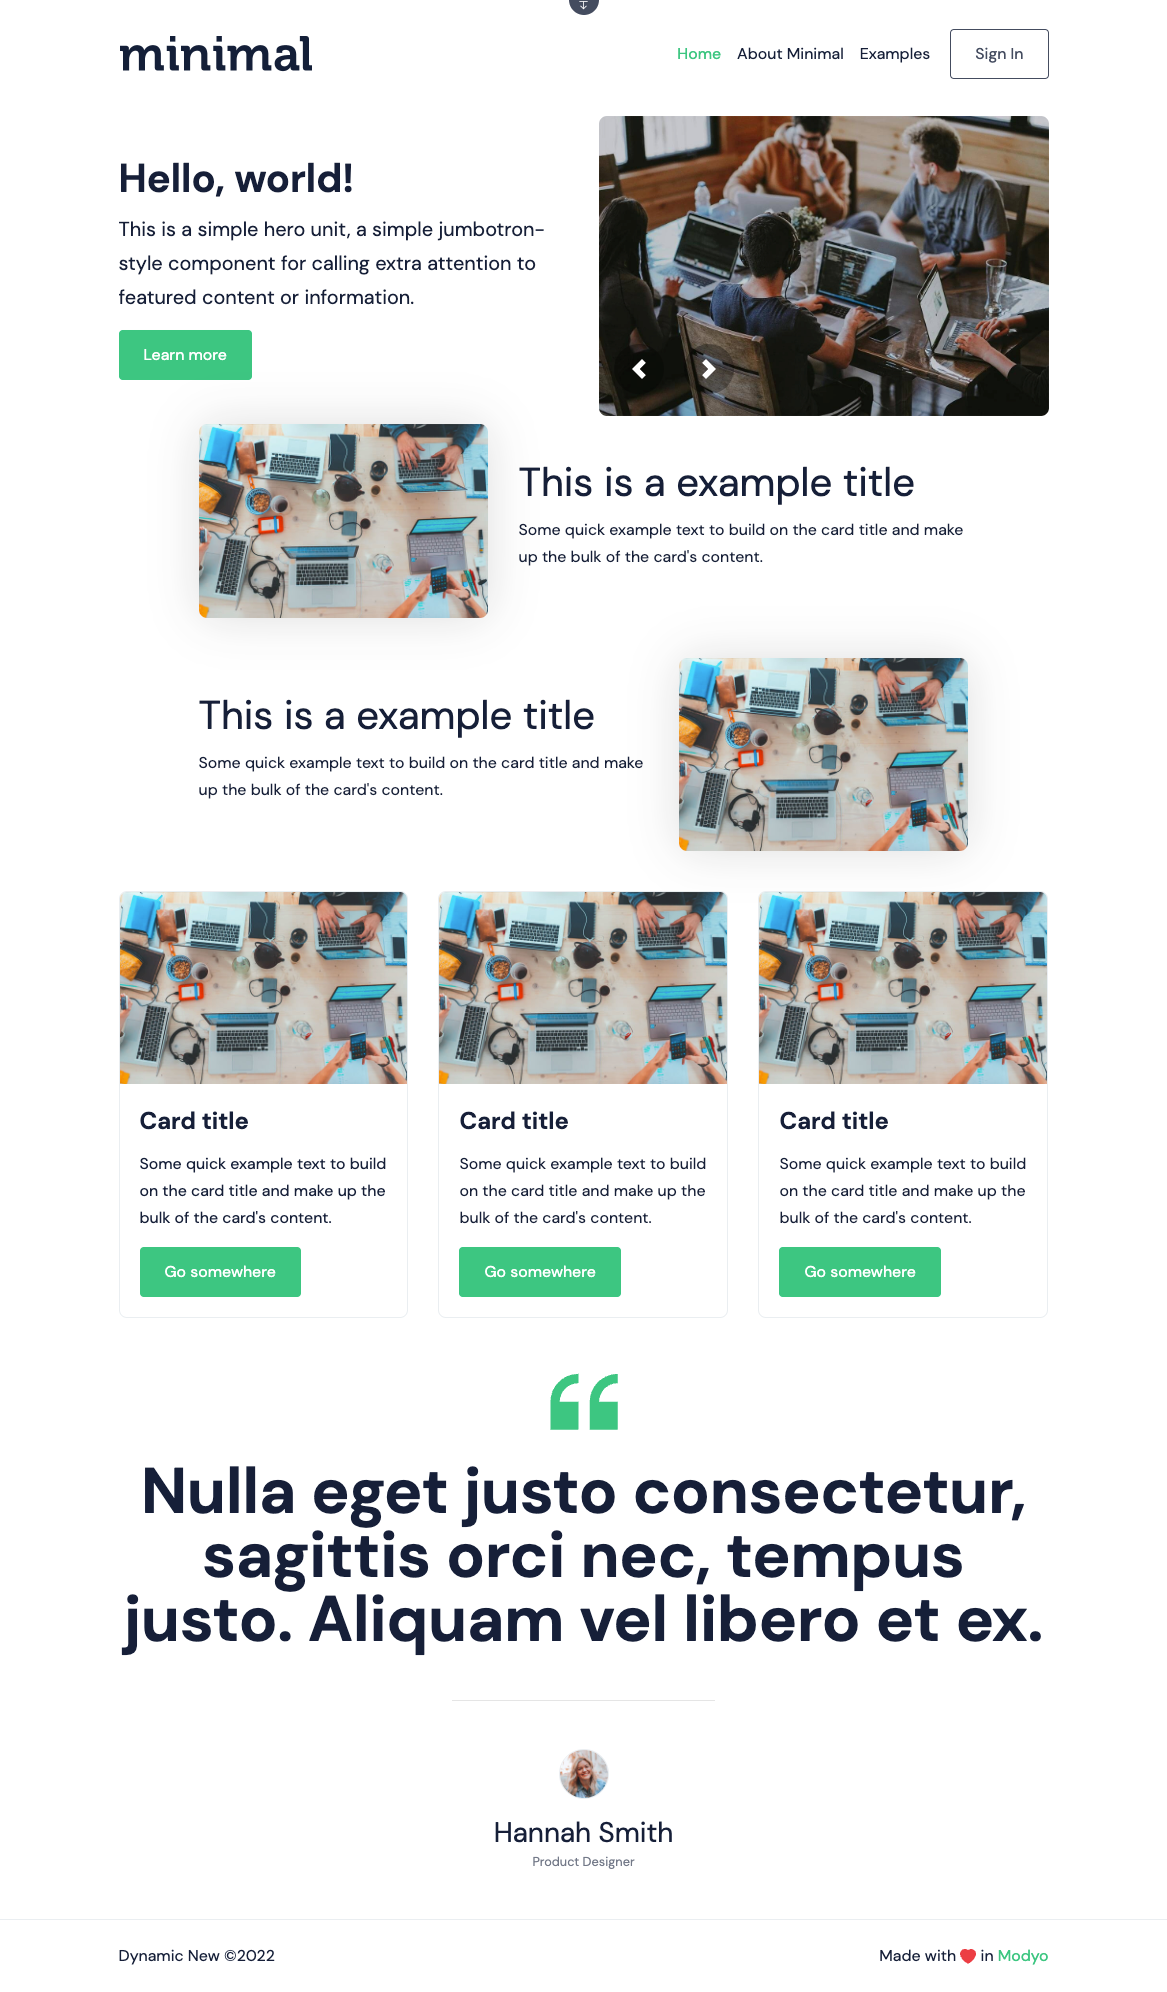 minimal
Home About Minimal Examples Sign In
Hello, world!
This is a simple hero unit, a simple jumbotron-
style component for calling extra attention to
featured content or information.
Learn more
This is a example title
Some quick example text to build on the card title and make
up the bulk of the card's content.
This is a example title
Some quick example text to build on the card title and make
up the bulk of the card's content.
Card title
Some quick example text to build
on the card title and make up the
bulk of the card's content.
Go somewhere
Card title
Some quick example text to build
on the card title and make up the
bulk of the card's content.
Go somewhere
Card title
Some quick example text to build
on the card title and make up the
bulk of the card's content.
Go somewhere
Nulla eget justo consectetur,
sagittis orci nec, tempus
justo. Aliquam vel libero et ex.
Hannah Smith
Product Designer
Dynamic New ©2022
Made with ❤ in Modyo